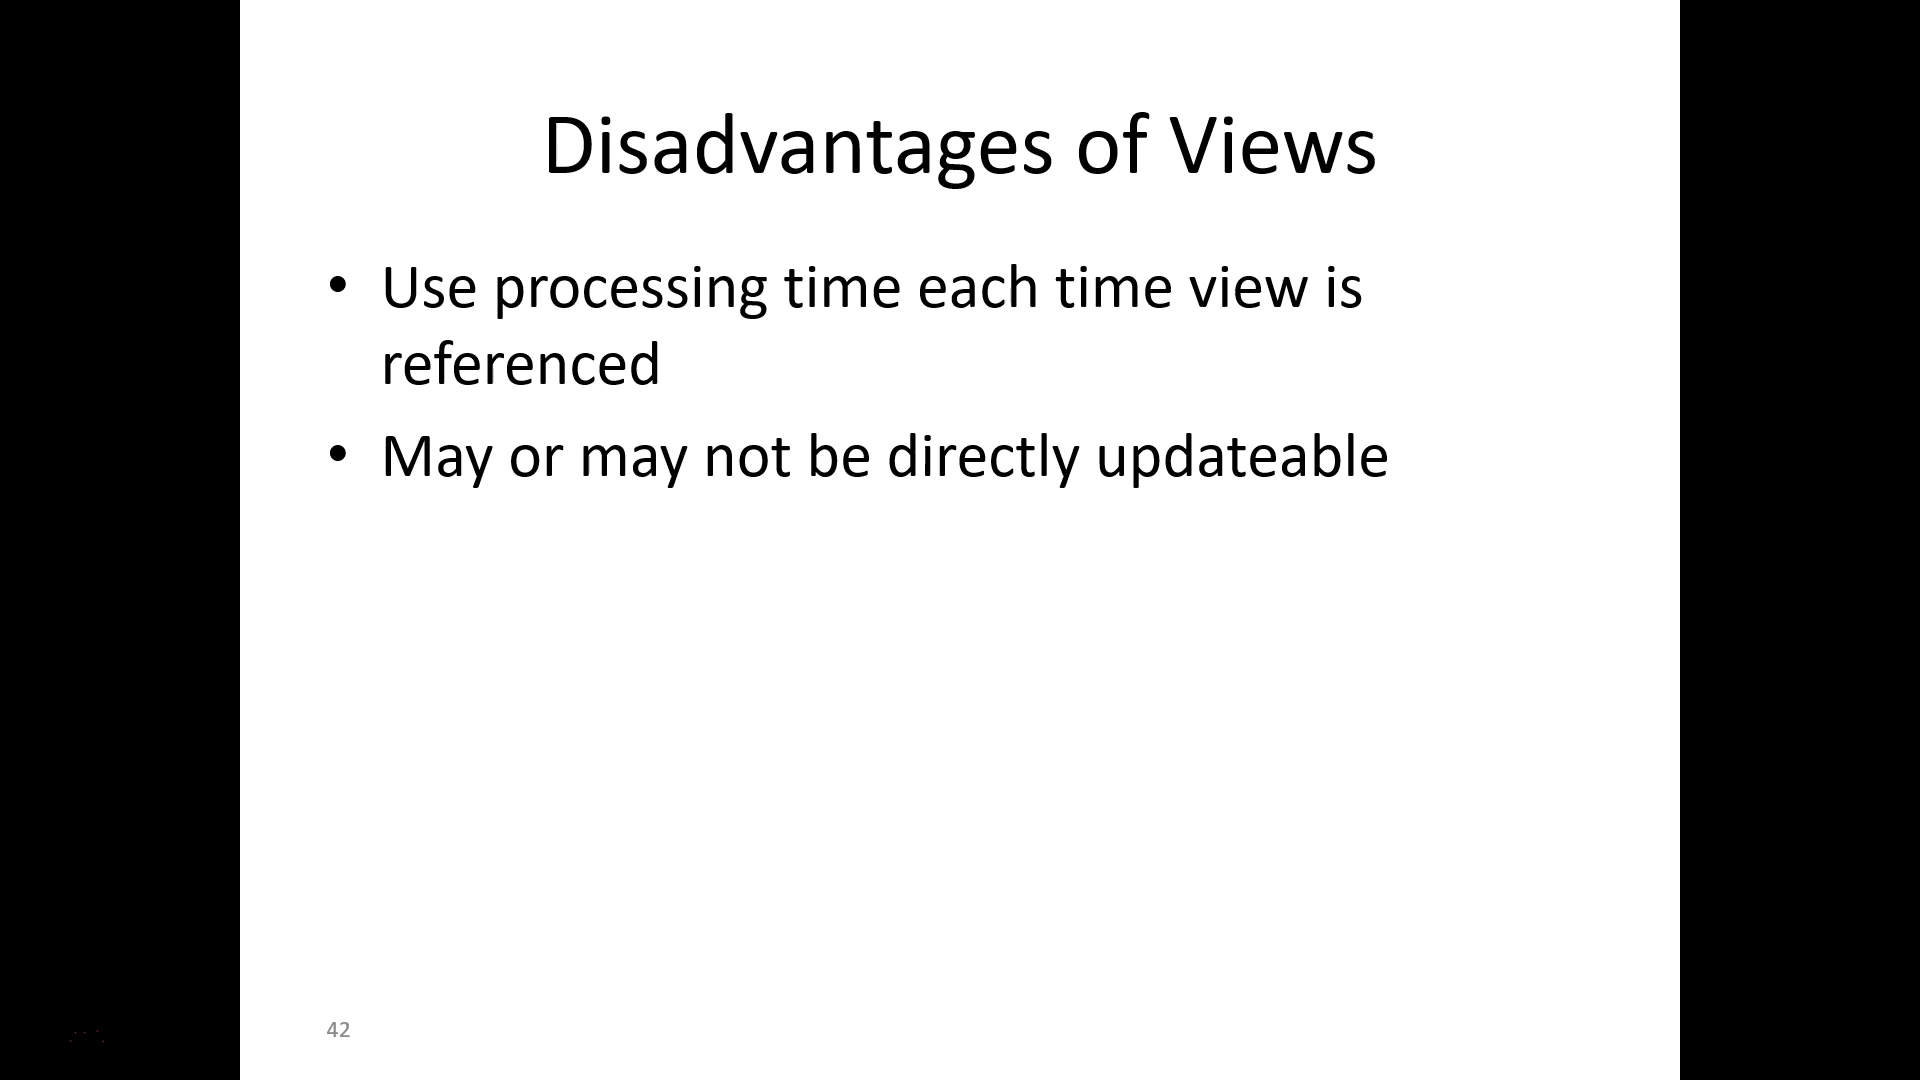 Disadvantages of Views
• Use processing time each time view is
referenced
• May or may not be directly updateable
42